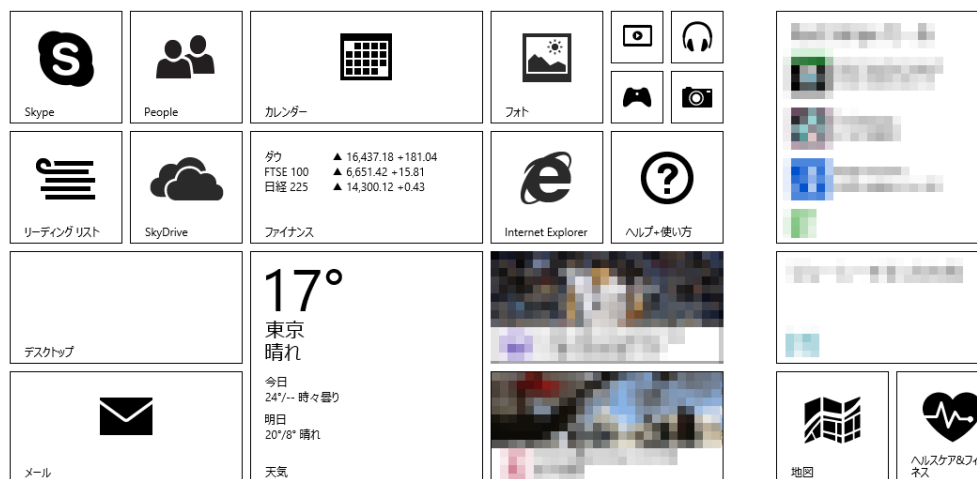 Skype
People
カレンダー
フォト
リーディング リスト
SkyDrive
ダウ ▲ 16,437.18 +181.04
FTSE 100 ▲ 6,651.42 +15.81
日経 225 ▲ 14,300.12 +0.43
ファイナンス
Internet Explorer
ヘルプ+使い方
デスクトップ
17°
東京
晴れ
今日
24°/-- 時々曇り
明日
20°/8° 晴れ
天気
メール
地図
ヘルスケア&フィ
ネス